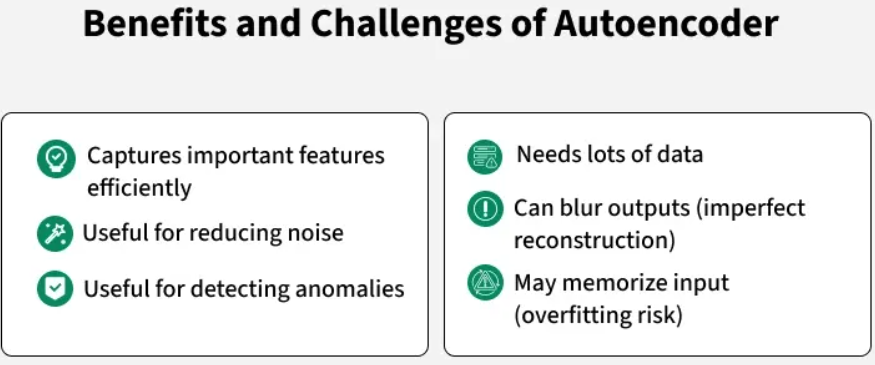 Benefits and Challenges of Autoencoder
Captures important features
efficiently
Useful for reducing noise
Useful for detecting anomalies
Needs lots of data
Can blur outputs (imperfect
reconstruction)
May memorize input
(overfitting risk)